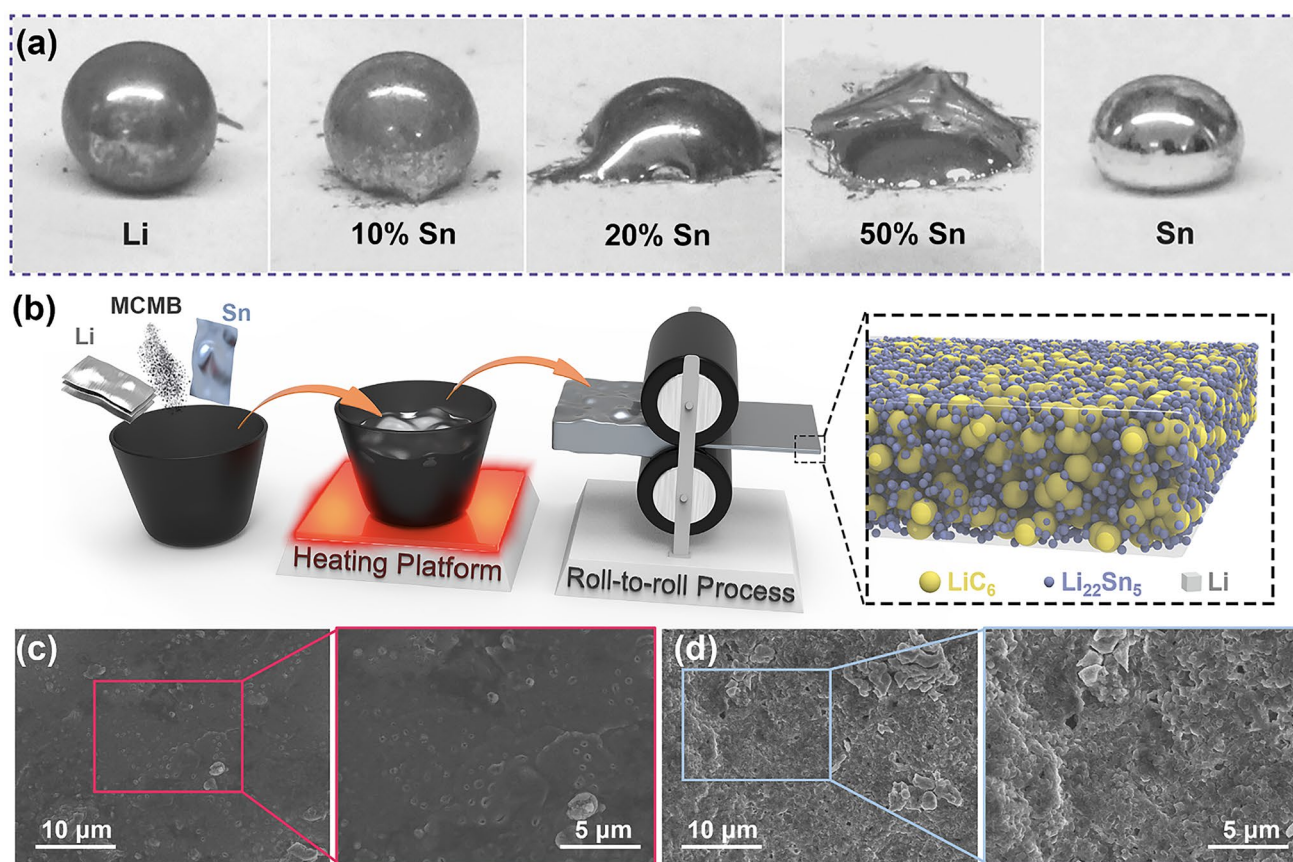 (a)
Li
10% Sn
20% Sn
50% Sn
Sn
(b)
MCMB
Li
Sn
Heating Platform
Roll-to-roll Process
LiC₆
Li₂₂Sn₅
Li
(c)
10 μm
5 μm
(d)
10 μm
5 μm